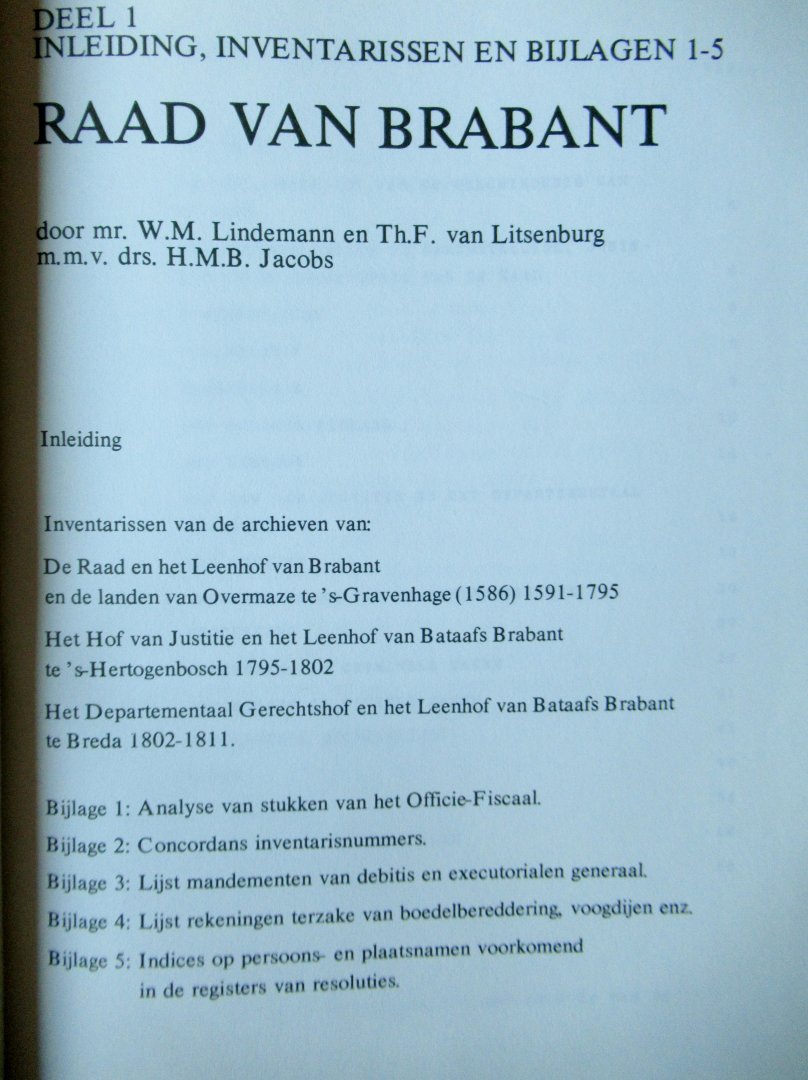 DEEL 1
INLEIDING, INVENTARISSEN EN BIJLAGEN 1-5
RAAD VAN BRABANT
door mr. W.M. Lindemann en Th.F. van Litsenburg
m.m.v. drs. H.M.B. Jacobs
Inleiding
Inventarissen van de archieven van:
De Raad en het Leenhof van Brabant
en de landen van Overmaze te 's-Gravenhage (1586) 1591-1795
Het Hof van Justitie en het Leenhof van Bataafs Brabant
te 's-Hertogenbosch 1795-1802
Het Departementaal Gerechtshof en het Leenhof van Bataafs Brabant
te Breda 1802-1811.
Bijlage 1: Analyse van stukken van het Officie-Fiscaal.
Bijlage 2: Concordans inventarisnummers.
Bijlage 3: Lijst mandementen van debitis en executorialen generaal.
Bijlage 4: Lijst rekeningen terzake van boedelbereddering, voogdijen enz.
Bijlage 5: Indices op persoons- en plaatsnamen voorkomend
in de registers van resoluties.